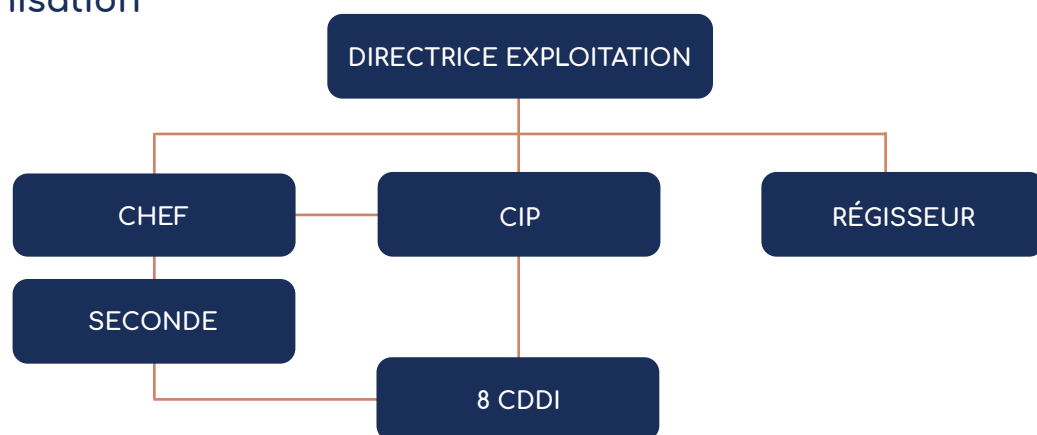 DIRECTRICE EXPLOITATION
CHEF
CIP
RÉGISSEUR
SECONDE
8 CDDI